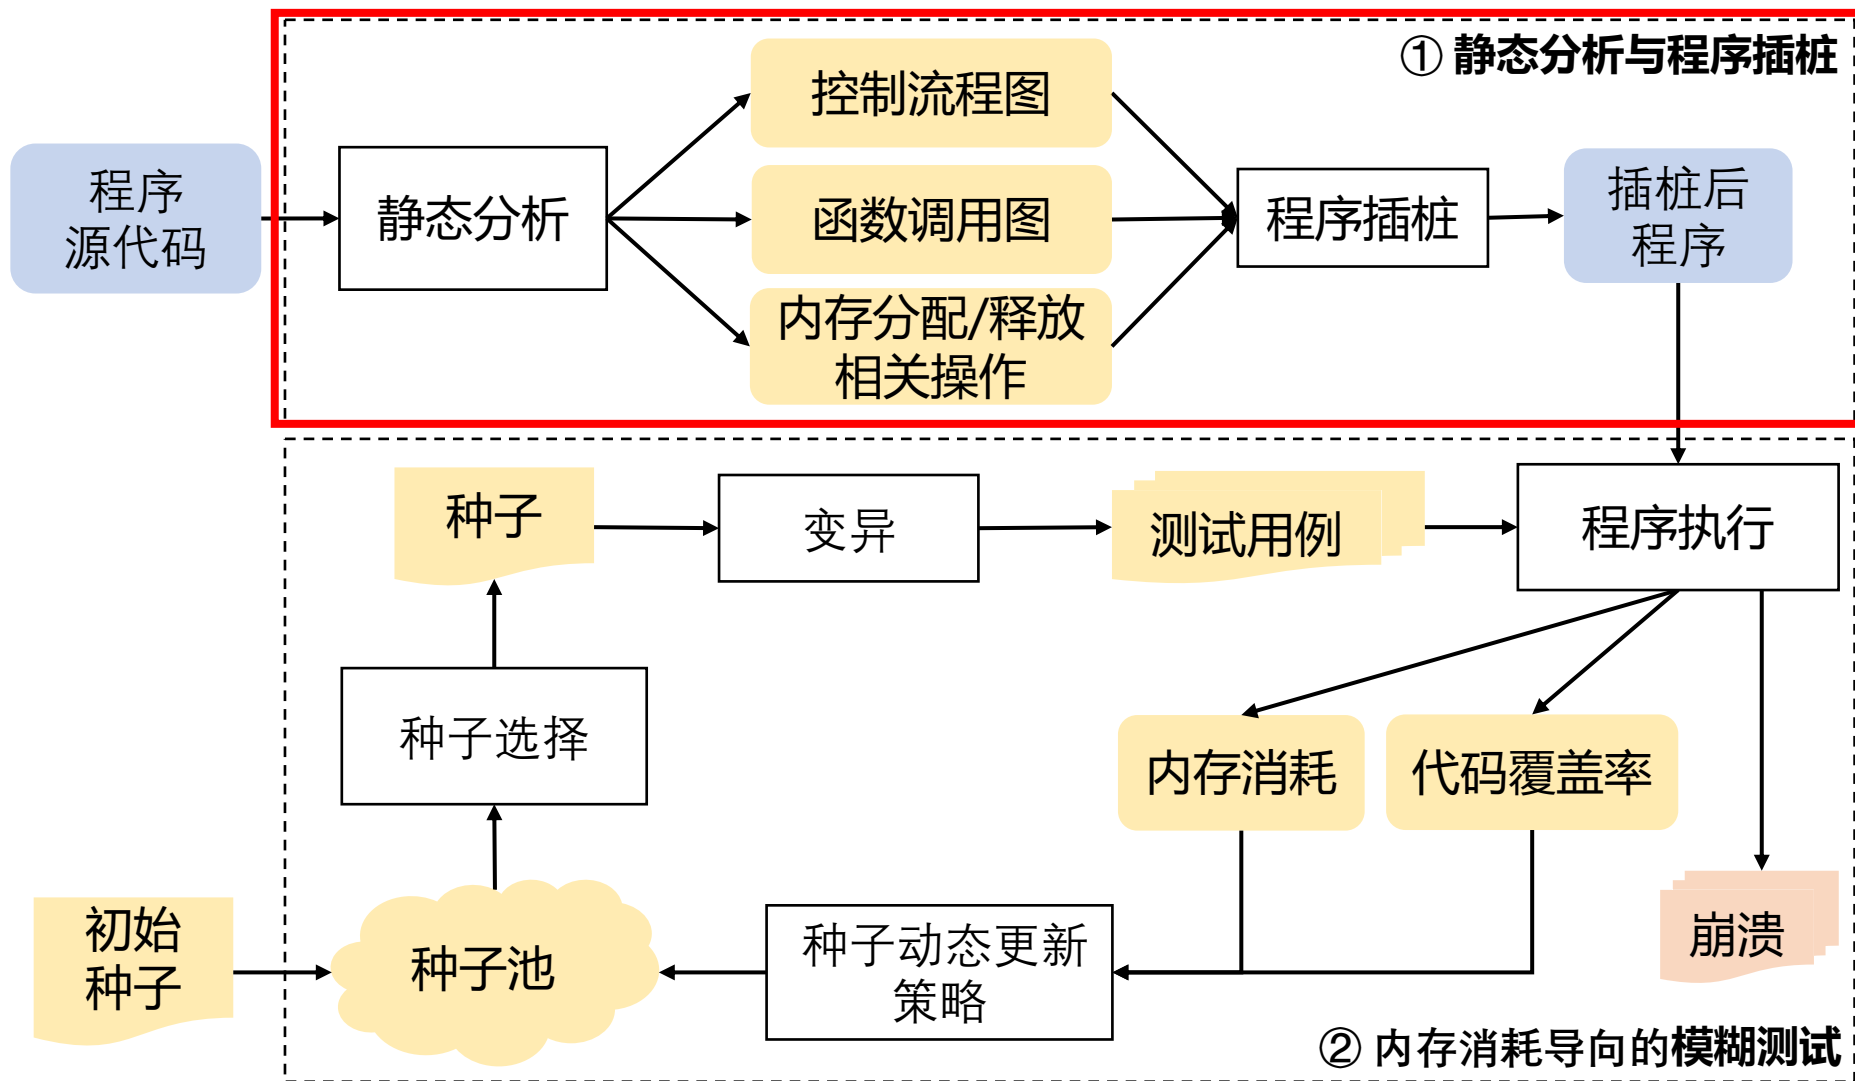 ① 静态分析与程序插桩
控制流程图
程序
源代码
静态分析
函数调用图
程序插桩
插桩后
程序
内存分配/释放
相关操作
种子
变异
测试用例
程序执行
种子选择
内存消耗
代码覆盖率
初始
种子
种子池
种子动态更新
策略
崩溃
② 内存消耗导向的模糊测试